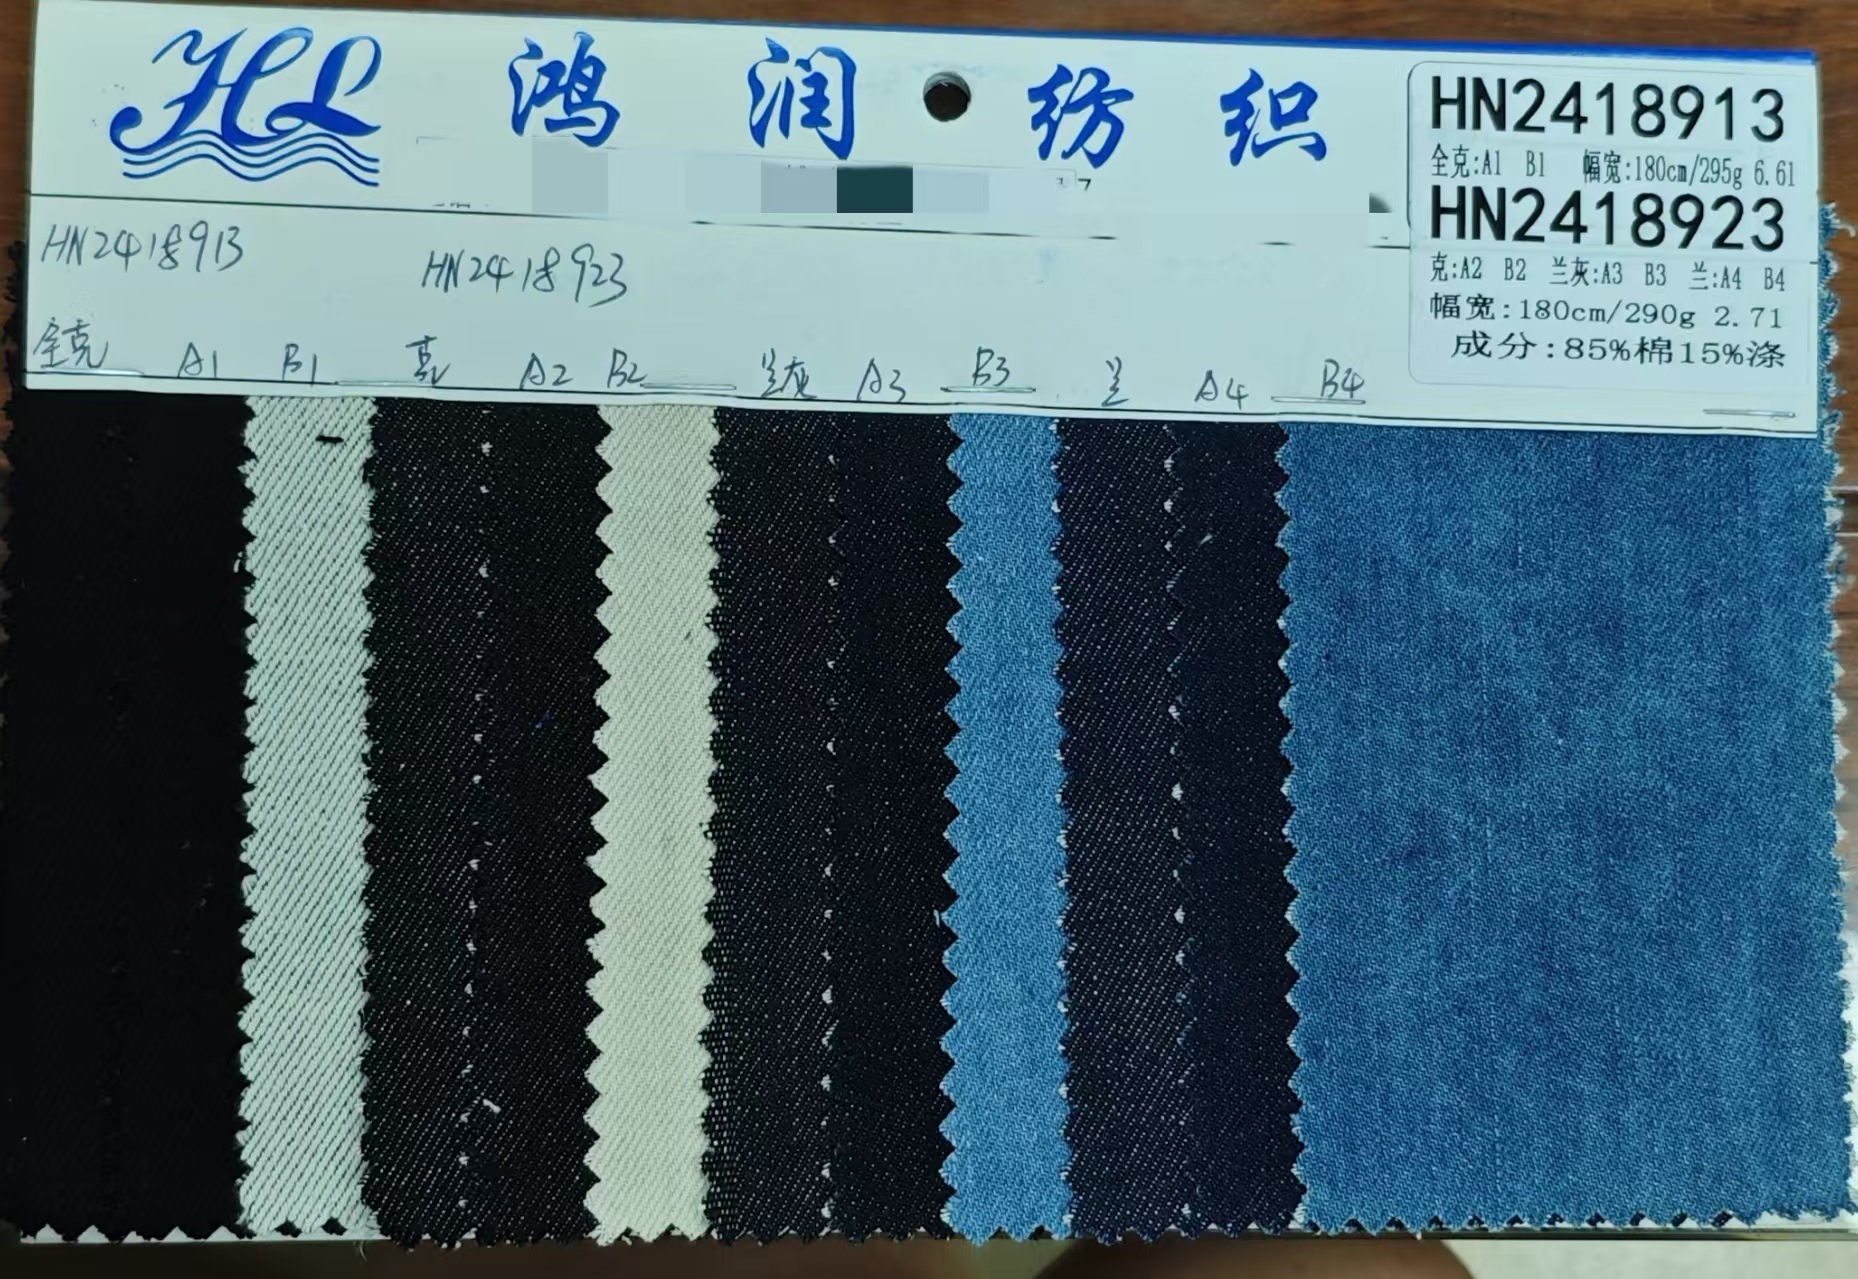 HL 鸿润纺织
HN2418913
全克:A1 B1 幅宽:180cm/295g 6.61
HN2418923
克:A2 B2 兰灰:A3 B3 兰:A4 B4
幅宽:180cm/290g 2.71
成分:85%棉15%涤
HN2418913 HN2418923
全克 A1 B1 克 A2 B2 兰灰 A3 B3 兰 A4 B4